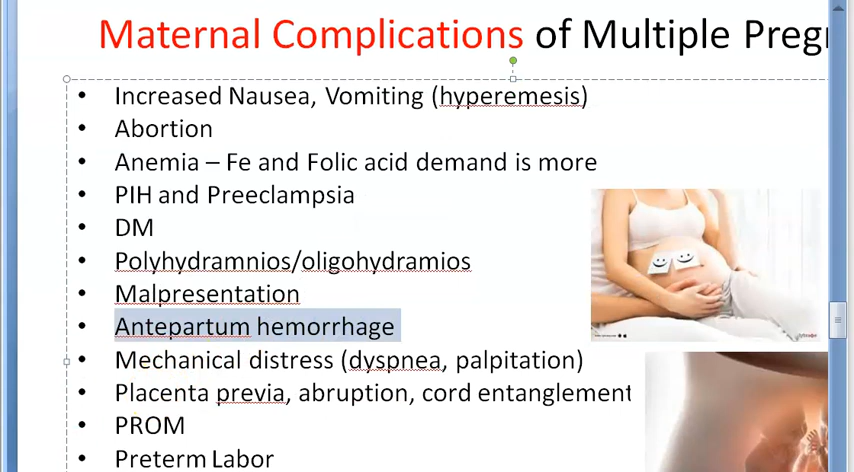 Maternal Complications of Multiple Preg
• Increased Nausea, Vomiting (hyperemesis)
• Abortion
• Anemia – Fe and Folic acid demand is more
• PIH and Preeclampsia
• DM
• Polyhydramnios/oligohydramios
• Malpresentation
• Antepartum hemorrhage
• Mechanical distress (dyspnea, palpitation)
• Placenta previa, abruption, cord entanglement
• PROM
• Preterm Labor